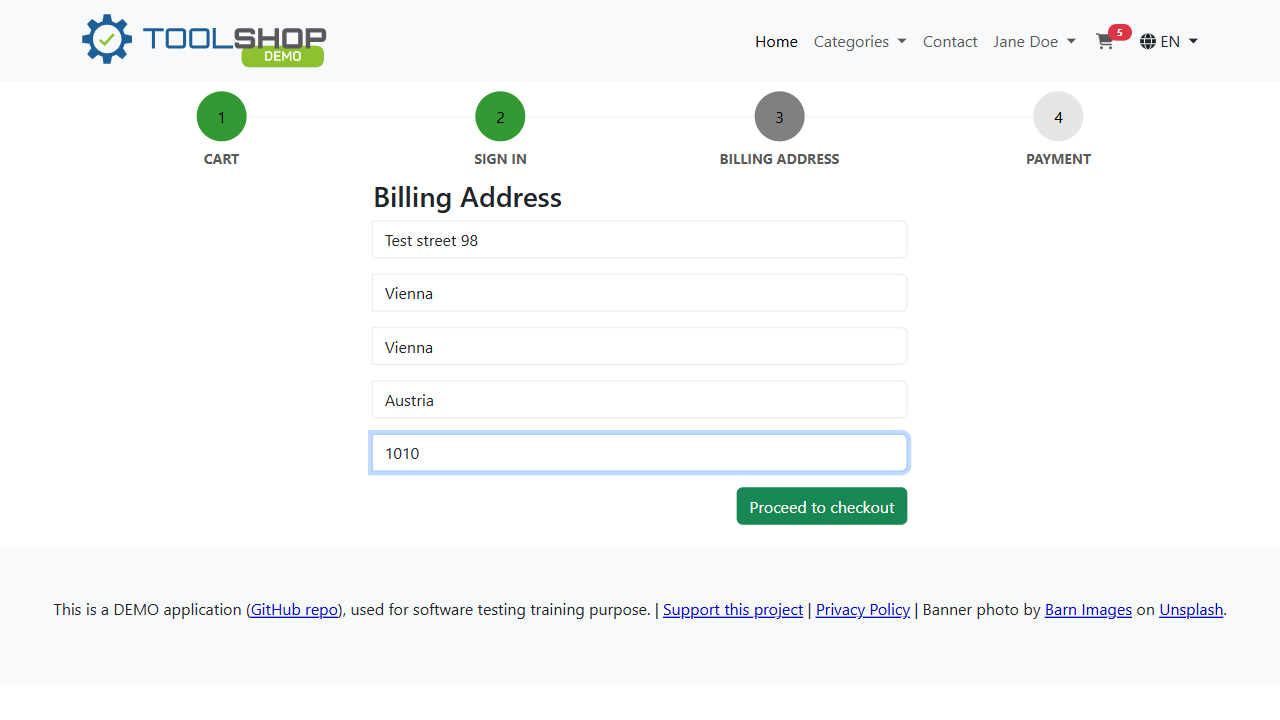 TOOLSHOP
DEMO
Home Categories Contact Jane Doe 5 EN
1 2 3 4
CART SIGN IN BILLING ADDRESS PAYMENT
Billing Address
Test street 98
Vienna
Vienna
Austria
1010
Proceed to checkout
This is a DEMO application (GitHub repo), used for software testing training purpose. | Support this project | Privacy Policy | Banner photo by Barn Images on Unsplash.